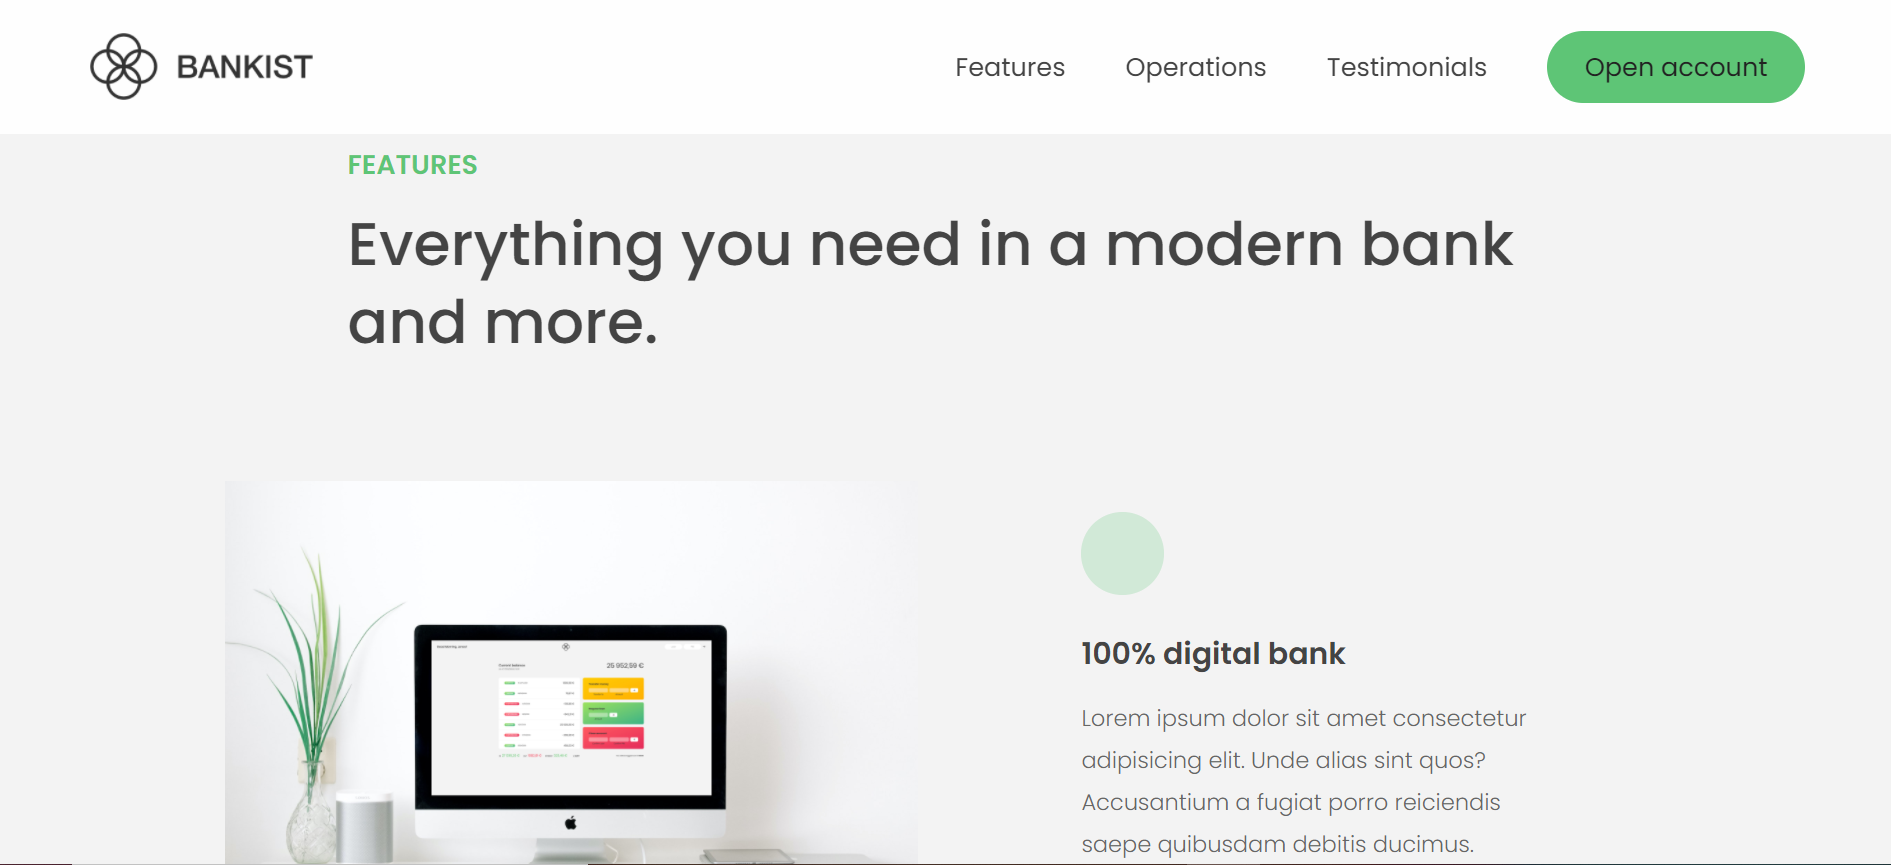 BANKIST
Features
Operations
Testimonials
Open account
FEATURES
Everything you need in a modern bank
and more.
25 952,59 €
100% digital bank
Lorem ipsum dolor sit amet consectetur
adipisicing elit. Unde alias sint quos?
Accusantium a fugiat porro reiciendis
saepe quibusdam debitis ducimus.